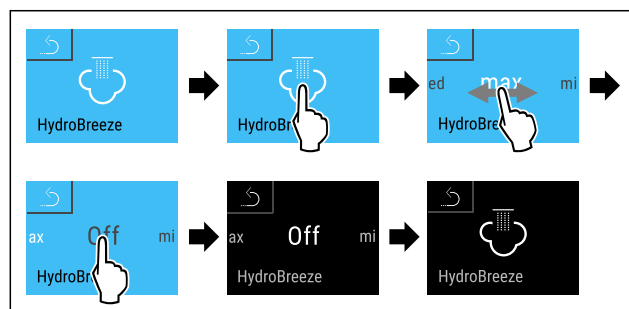 HydroBreeze
HydroBr
ed max mi
HydroBre
ax Off mi
HydroBr
ax Off mi
HydroBreeze
HydroBreeze